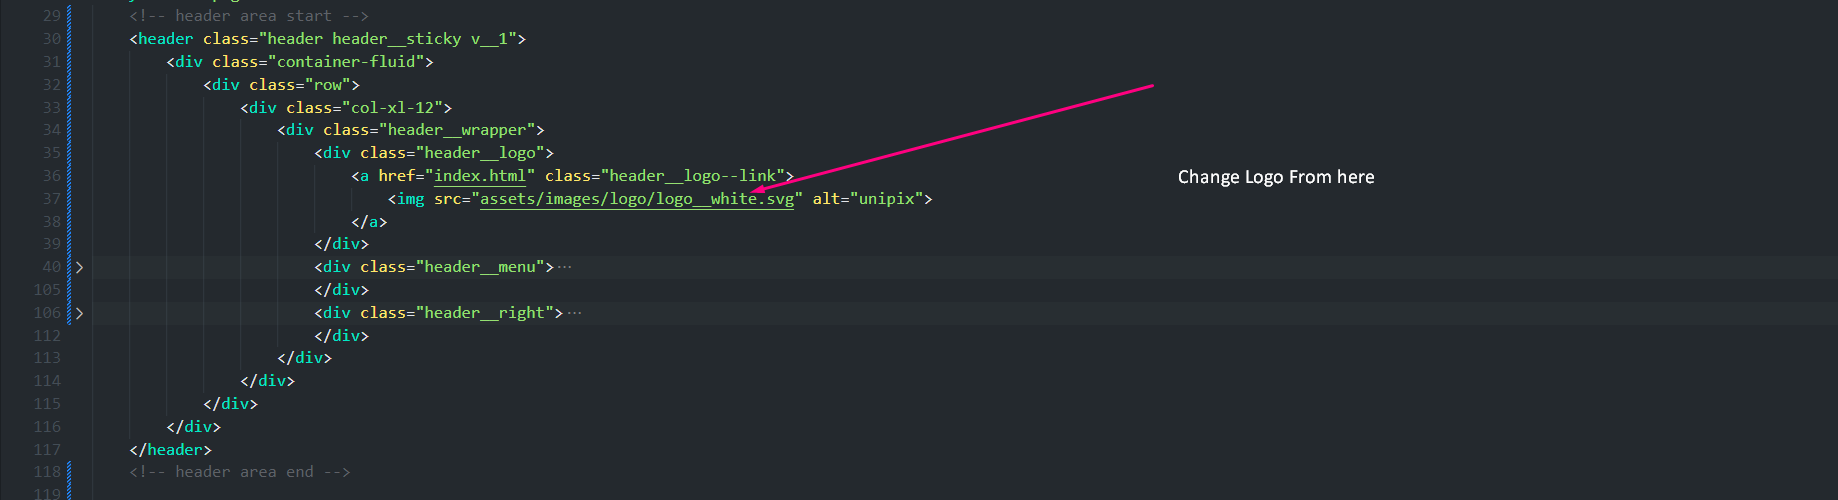 29 <!-- header area start -->
30 <header class="header header__sticky v__1">
31 <div class="container-fluid">
32 <div class="row">
33 <div class="col-xl-12">
34 <div class="header__wrapper">
35 <div class="header__logo">
36 <a href="index.html" class="header__logo--link">
Change Logo From here
37 <img src="assets/images/logo/logo__white.svg" alt="unipix">
38 </a>
39 </div>
40 <div class="header__menu">···
105 </div>
106 <div class="header__right">···
112 </div>
113 </div>
114 </div>
115 </div>
116 </div>
117 </header>
118 <!-- header area end -->
119